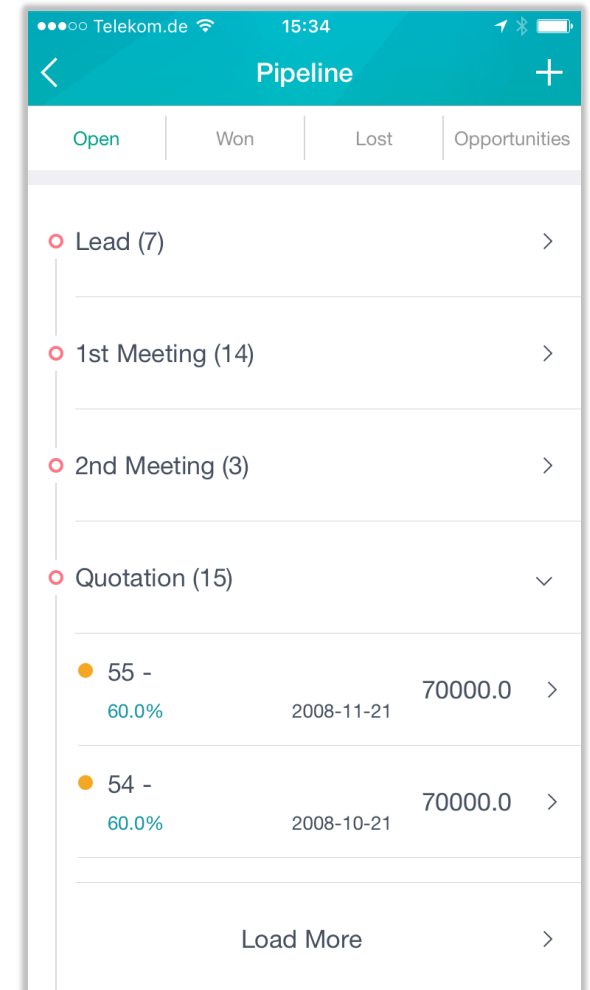 Telekom.de 15:34
Pipeline
Open Won Lost Opportunities
Lead (7)
1st Meeting (14)
2nd Meeting (3)
Quotation (15)
55 -
70000.0
60.0% 2008-11-21
54 -
70000.0
60.0% 2008-10-21
Load More